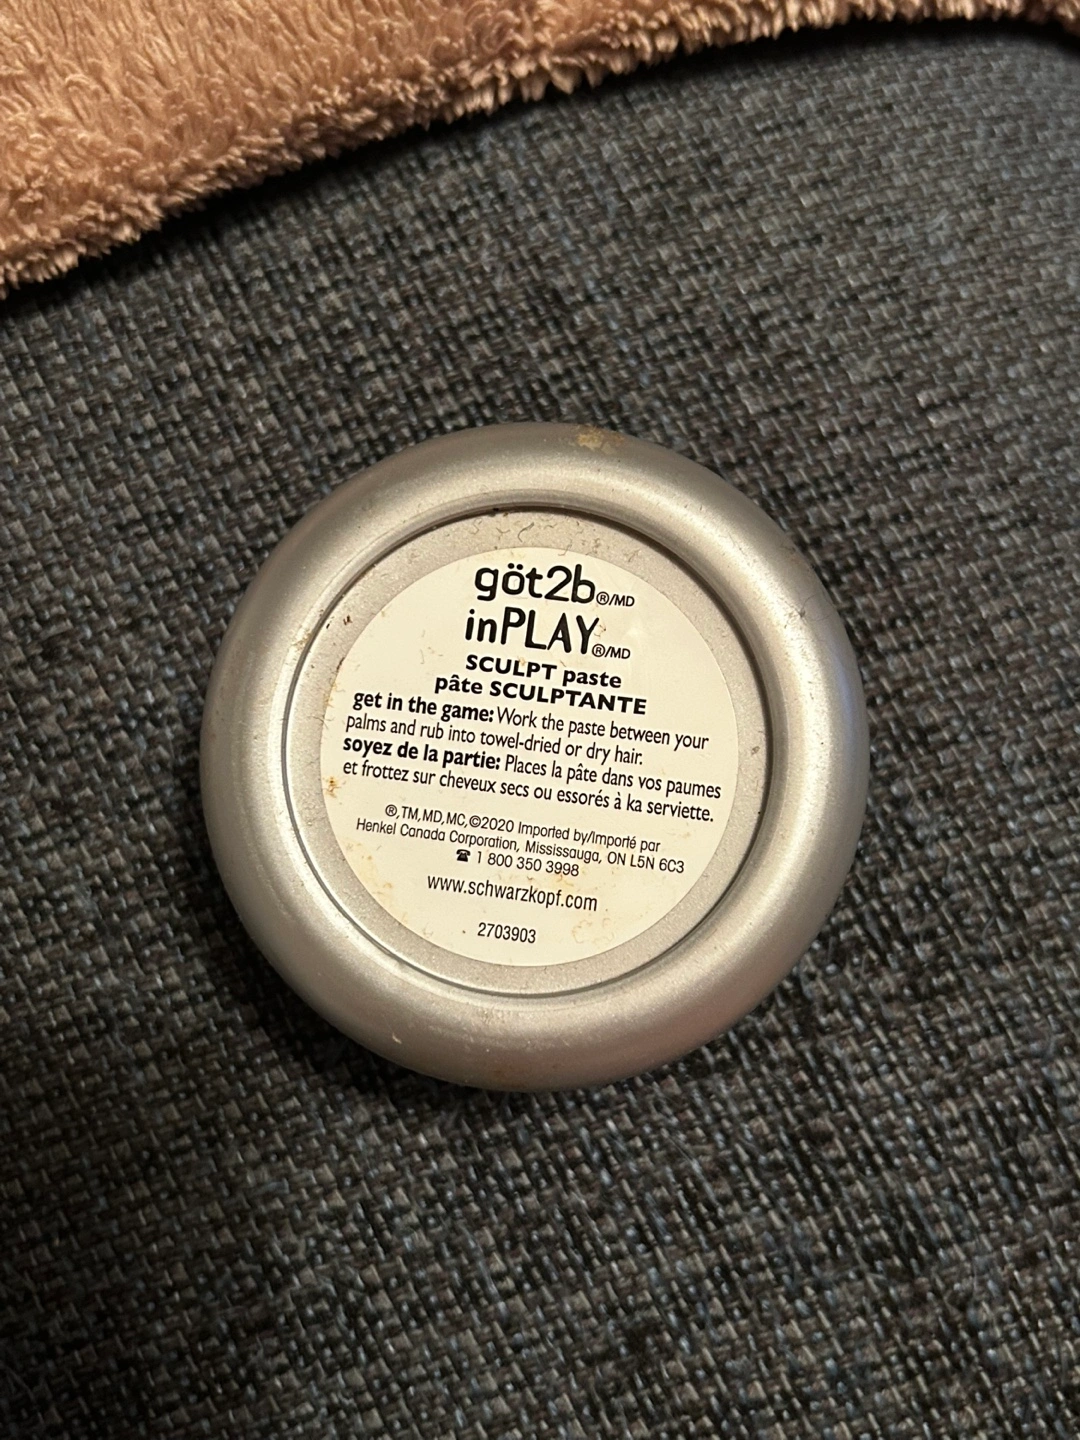 göt2b®/MD
inPLAY®/MD
SCULPT paste
pâte SCULPTANTE
get in the game: Work the paste between your
palms and rub into towel-dried or dry hair.
soyez de la partie: Places la pâte dans vos paumes
et frottez sur cheveux secs ou essorés à ka serviette.
®,TM,MD,MC,©2020 Imported by/Importé par
Henkel Canada Corporation, Mississauga, ON L5N 6C3
☎ 1 800 350 3998
www.schwarzkopf.com
2703903